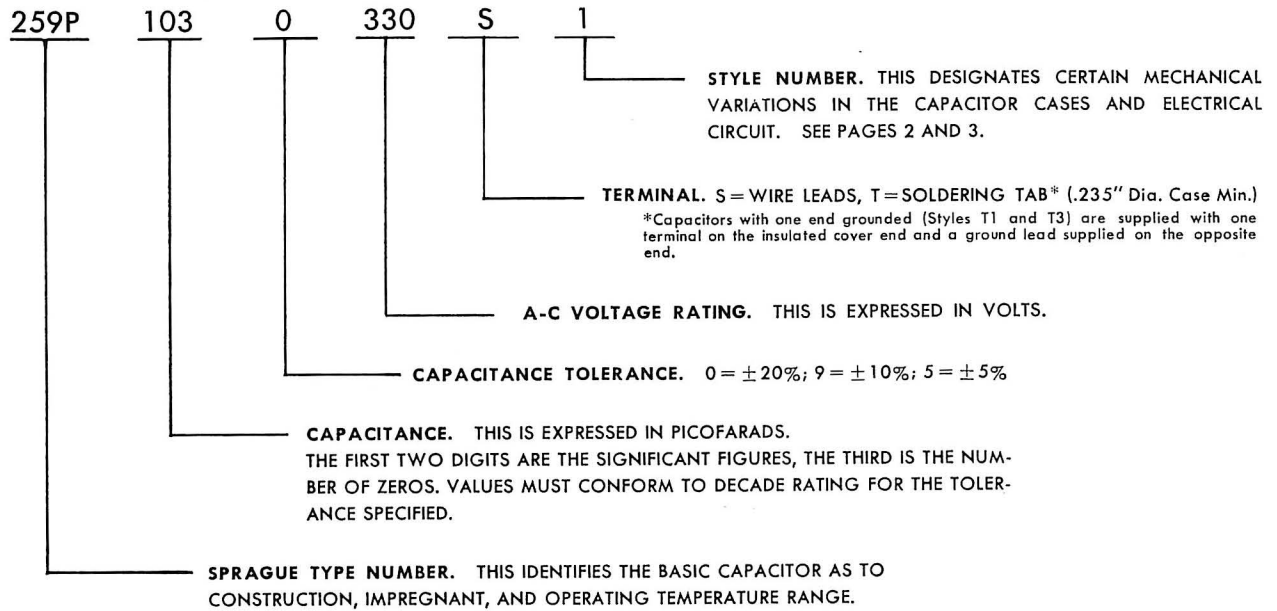 259P 103 0 330 S 1
STYLE NUMBER. THIS DESIGNATES CERTAIN MECHANICAL
VARIATIONS IN THE CAPACITOR CASES AND ELECTRICAL
CIRCUIT. SEE PAGES 2 AND 3.
TERMINAL. S = WIRE LEADS, T = SOLDERING TAB* (.235" Dia. Case Min.)
*Capacitors with one end grounded (Styles T1 and T3) are supplied with one
terminal on the insulated cover end and a ground lead supplied on the opposite
end.
A-C VOLTAGE RATING. THIS IS EXPRESSED IN VOLTS.
CAPACITANCE TOLERANCE. 0 = ±20%; 9 = ±10%; 5 = ±5%
CAPACITANCE. THIS IS EXPRESSED IN PICOFARADS.
THE FIRST TWO DIGITS ARE THE SIGNIFICANT FIGURES, THE THIRD IS THE NUM-
BER OF ZEROS. VALUES MUST CONFORM TO DECADE RATING FOR THE TOLER-
ANCE SPECIFIED.
SPRAGUE TYPE NUMBER. THIS IDENTIFIES THE BASIC CAPACITOR AS TO
CONSTRUCTION, IMPREGNANT, AND OPERATING TEMPERATURE RANGE.